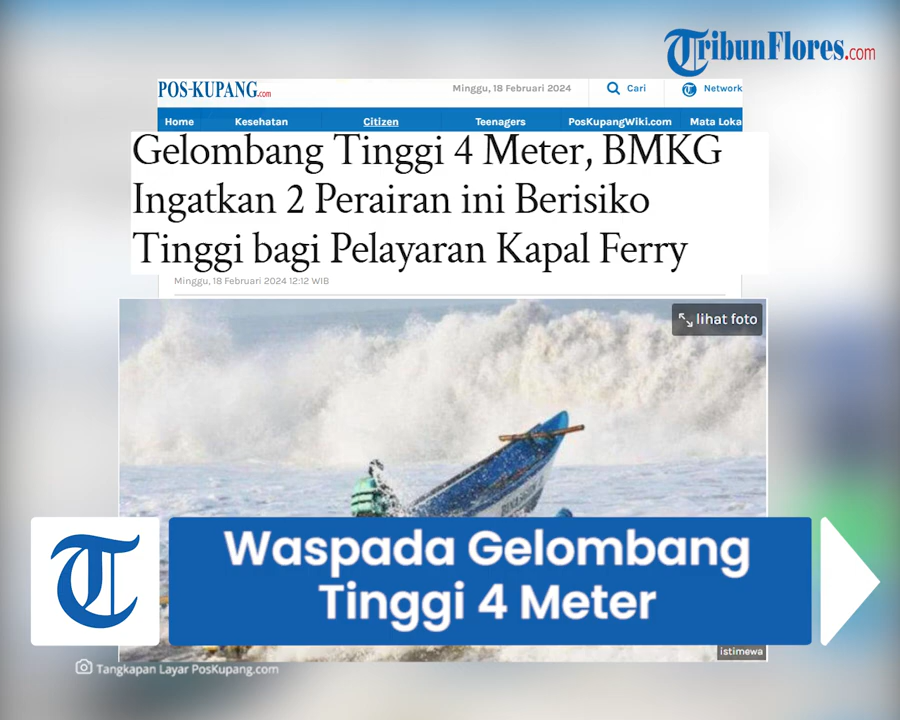 TribunFlores.com
POS-KUPANG.com
Minggu, 18 Februari 2024
Cari
Network
Home
Kesehatan
Citizen
Teenagers
PosKupangWiki.com
Mata Loka
Gelombang Tinggi 4 Meter, BMKG
Ingatkan 2 Perairan ini Berisiko
Tinggi bagi Pelayaran Kapal Ferry
Minggu, 18 Februari 2024 12:12 WIB
lihat foto
T
Waspada Gelombang
Tinggi 4 Meter
istimewa
Tangkapan Layar PosKupang.com